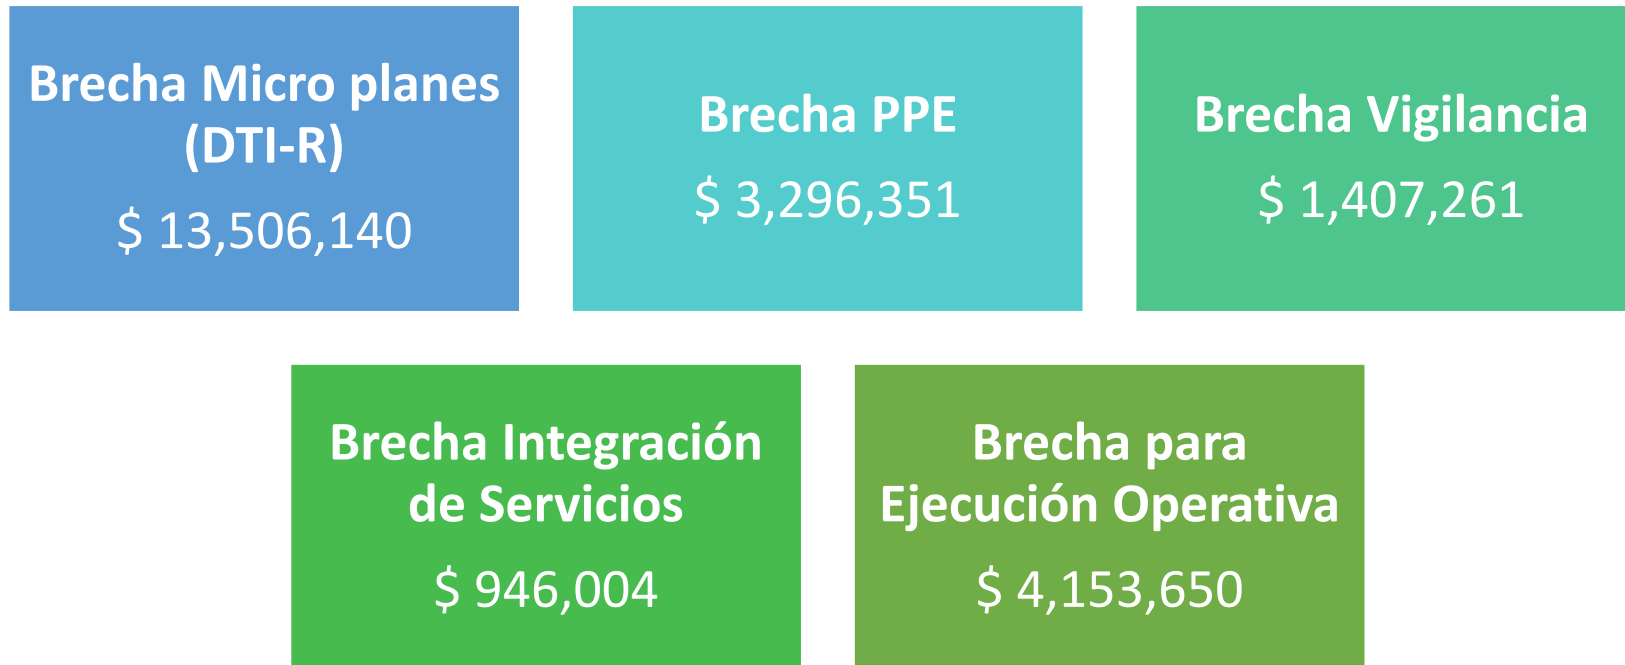 Brecha Micro planes
(DTI-R)
$ 13,506,140
Brecha PPE
$ 3,296,351
Brecha Vigilancia
$ 1,407,261
Brecha Integración
de Servicios
$ 946,004
Brecha para
Ejecución Operativa
$ 4,153,650